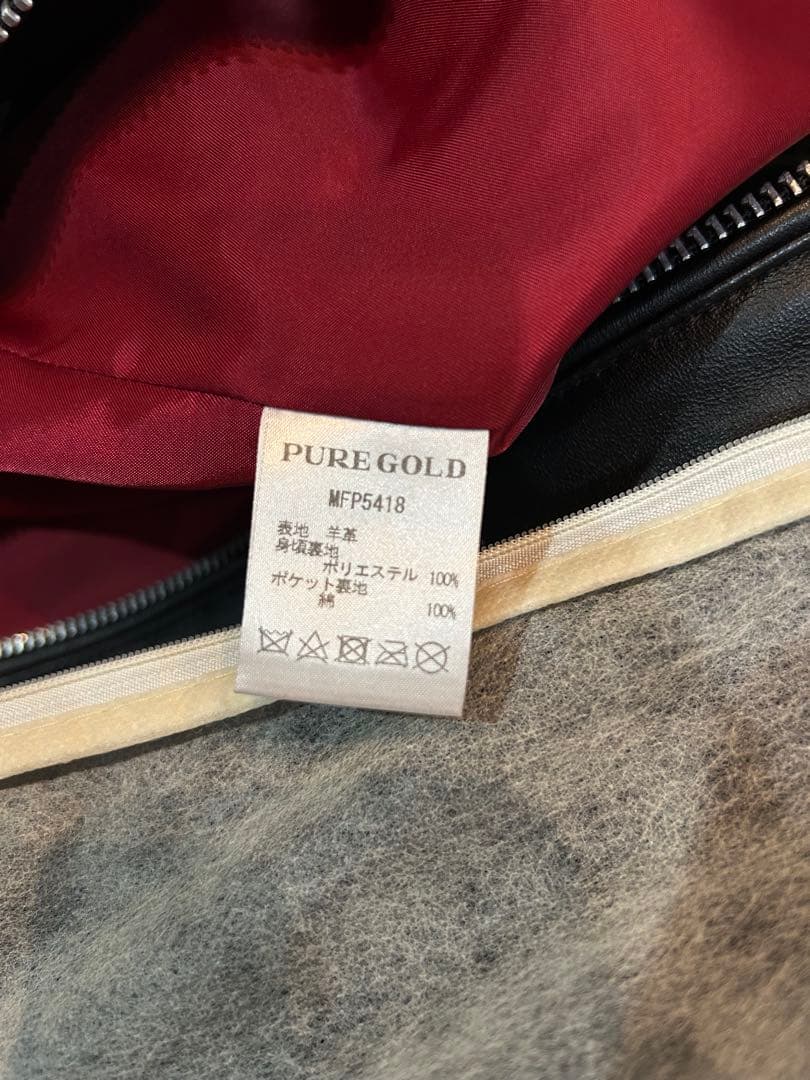 PURE GOLD
MFP5418
表地 羊革
身頃裏地
ポリエステル 100%
ポケット裏地
綿 100%